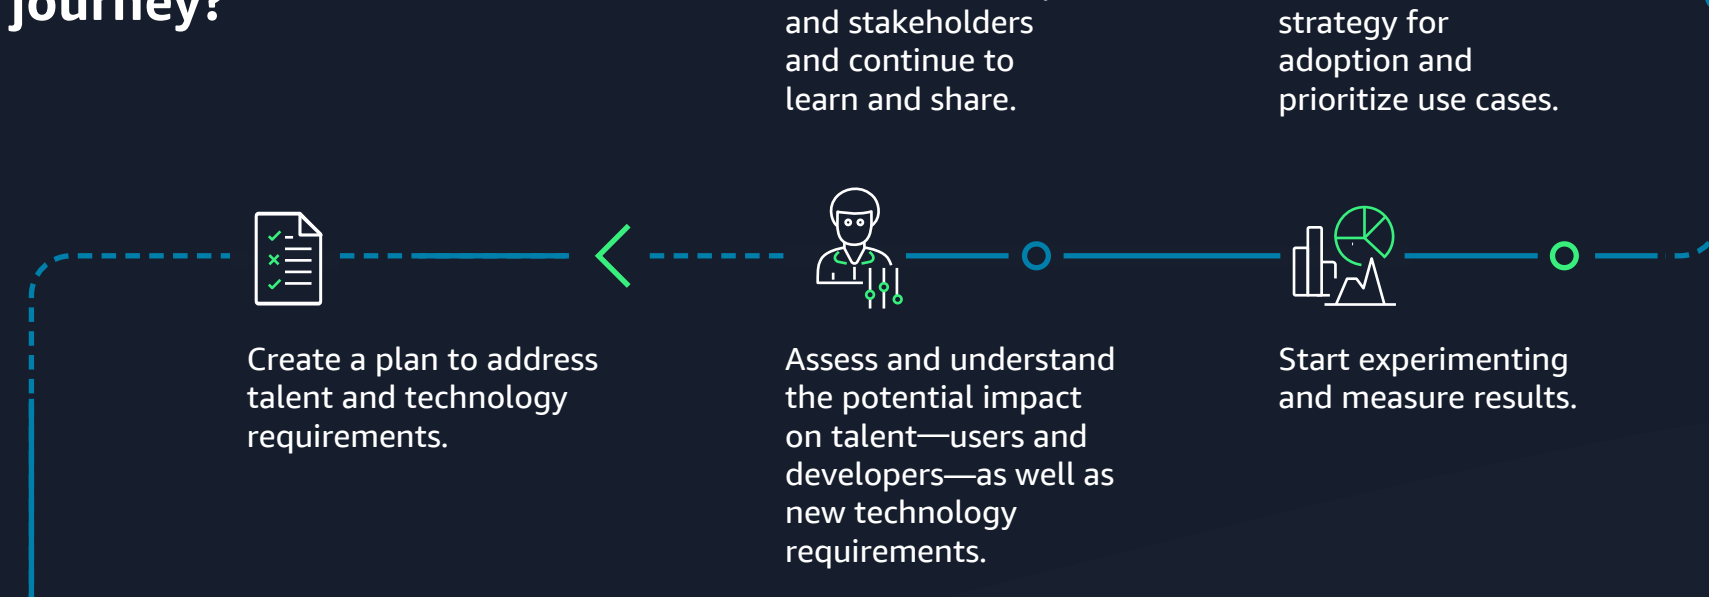 journey?
and stakeholders
and continue to
learn and share.
strategy for
adoption and
prioritize use cases.
Create a plan to address
talent and technology
requirements.
Assess and understand
the potential impact
on talent—users and
developers—as well as
new technology
requirements.
Start experimenting
and measure results.